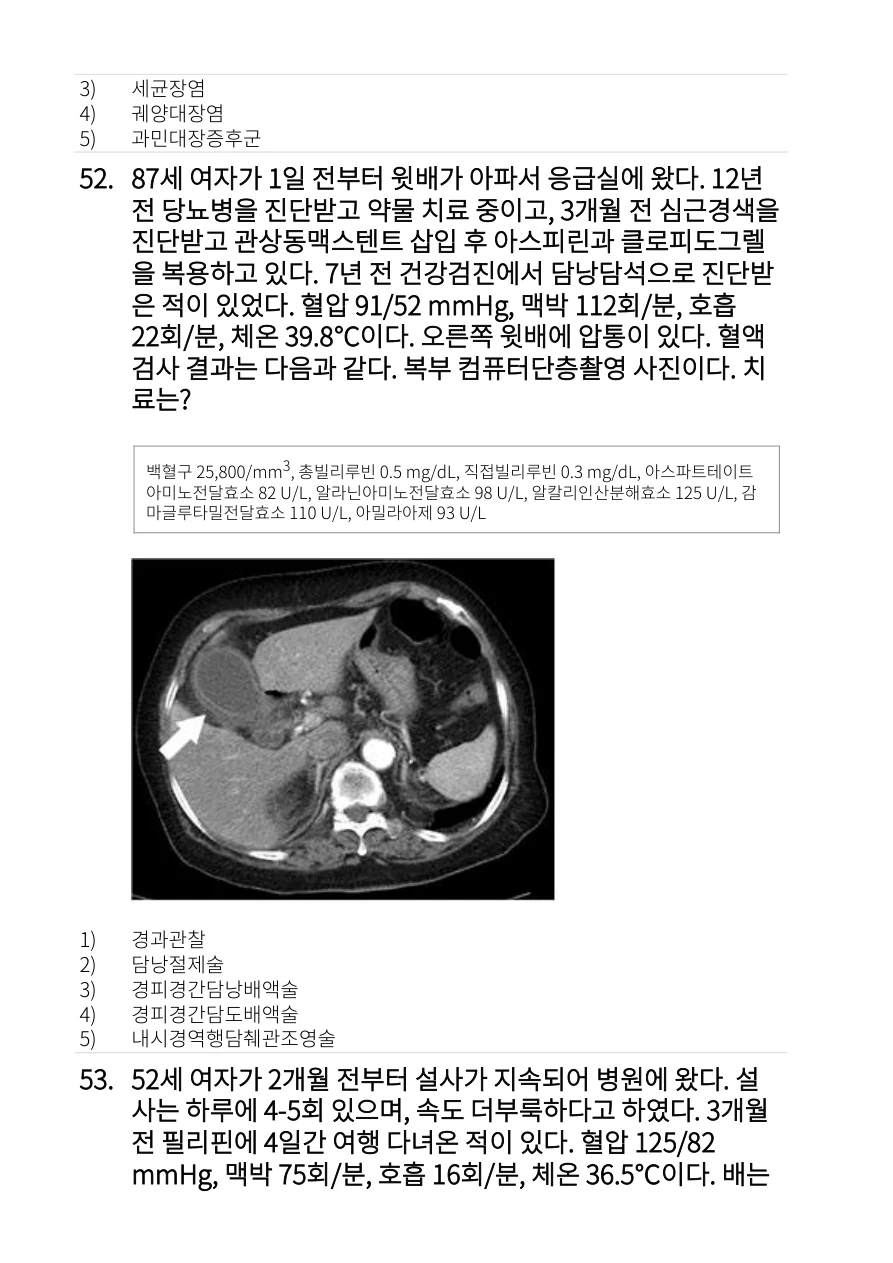 3) 세균장염
4) 궤양대장염
5) 과민대장증후군
52. 87세 여자가 1일 전부터 윗배가 아파서 응급실에 왔다. 12년
전 당뇨병을 진단받고 약물 치료 중이고, 3개월 전 심근경색을
진단받고 관상동맥스텐트 삽입 후 아스피린과 클로피도그렐
을 복용하고 있다. 7년 전 건강검진에서 담낭담석으로 진단받
은 적이 있었다. 혈압 91/52 mmHg, 맥박 112회/분, 호흡
22회/분, 체온 39.8℃이다. 오른쪽 윗배에 압통이 있다. 혈액
검사 결과는 다음과 같다. 복부 컴퓨터단층촬영 사진이다. 치
료는?
백혈구 25,800/mm³, 총빌리루빈 0.5 mg/dL, 직접빌리루빈 0.3 mg/dL, 아스파트테이트
아미노전달효소 82 U/L, 알라닌아미노전달효소 98 U/L, 알칼리인산분해효소 125 U/L, 감
마글루타밀전달효소 110 U/L, 아밀라아제 93 U/L
1) 경과관찰
2) 담낭절제술
3) 경피경간담낭배액술
4) 경피경간담도배액술
5) 내시경역행담췌관조영술
53. 52세 여자가 2개월 전부터 설사가 지속되어 병원에 왔다. 설
사는 하루에 4-5회 있으며, 속도 더부룩하다고 하였다. 3개월
전 필리핀에 4일간 여행 다녀온 적이 있다. 혈압 125/82
mmHg, 맥박 75회/분, 호흡 16회/분, 체온 36.5℃이다. 배는